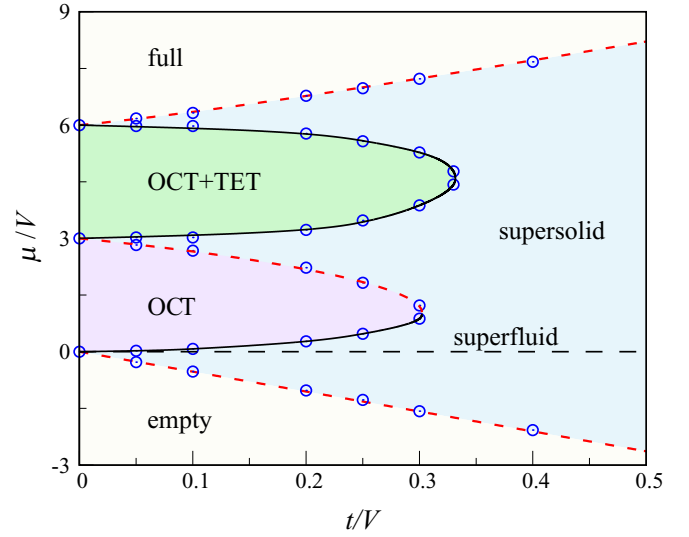 9
full
6
OCT+TET
μ/V
supersolid
3
OCT
superfluid
0
empty
-3
0 0.1 0.2 0.3 0.4 0.5
t/V